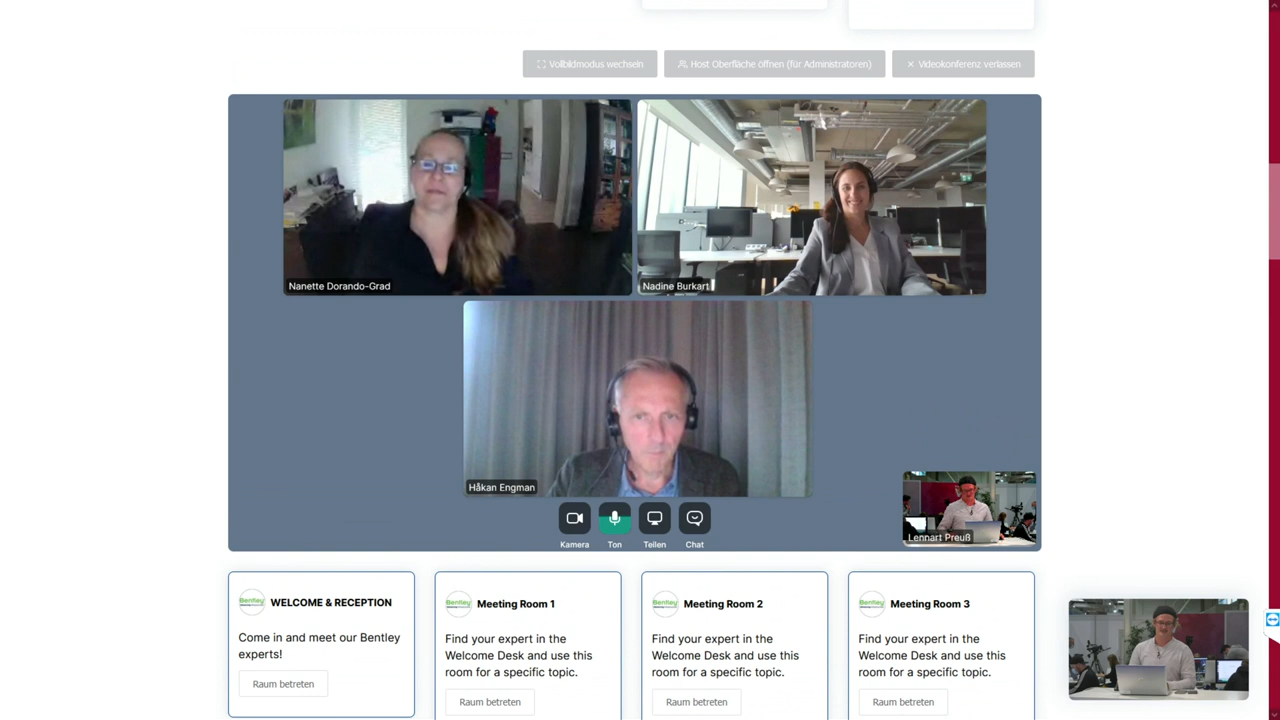 Vollbildmodus wechseln
Host Oberfläche öffnen (für Administratoren)
Videokonferenz verlassen
Nanette Dorando-Grad
Nadine Burkart
Håkan Engman
Lennart Preuß
Kamera
Ton
Teilen
Chat
Bentley
WELCOME & RECEPTION
Come in and meet our Bentley
experts!
Raum betreten
Bentley
Meeting Room 1
Find your expert in the
Welcome Desk and use this
room for a specific topic.
Raum betreten
Bentley
Meeting Room 2
Find your expert in the
Welcome Desk and use this
room for a specific topic.
Raum betreten
Bentley
Meeting Room 3
Find your expert in the
Welcome Desk and use this
room for a specific topic.
Raum betreten